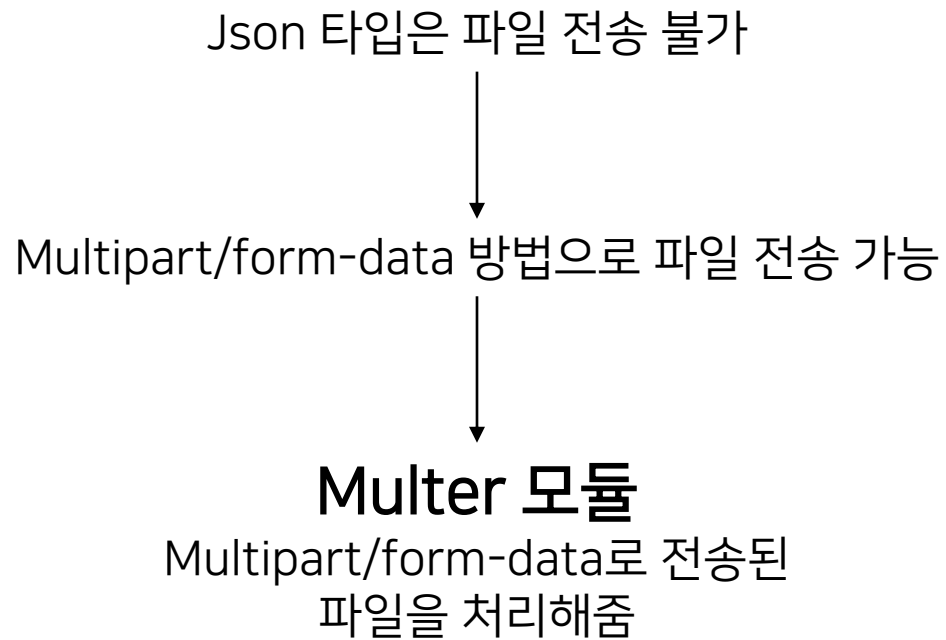 Json 타입은 파일 전송 불가
Multipart/form-data 방법으로 파일 전송 가능
Multer 모듈
Multipart/form-data로 전송된
파일을 처리해줌